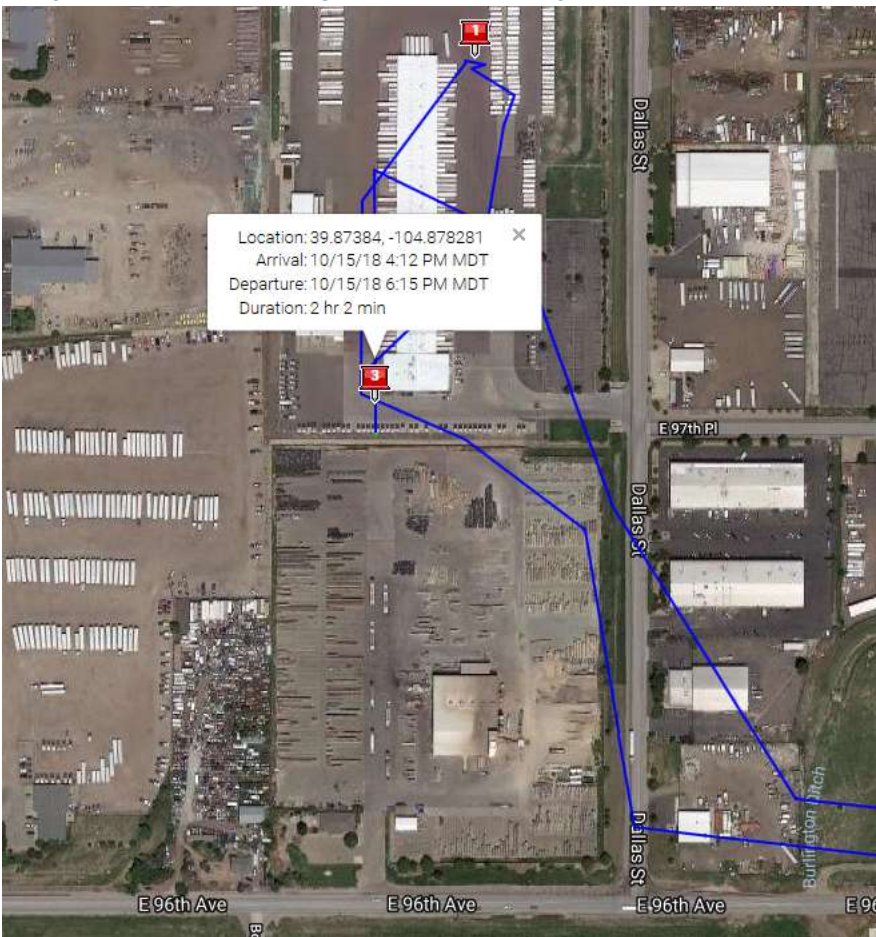 1
Dallas St
Location: 39.87384, -104.878281 ×
Arrival: 10/15/18 4:12 PM MDT
Departure: 10/15/18 6:15 PM MDT
Duration: 2 hr 2 min
3
E 97th Pl
Dallas St
Burlington Ditch
Dallas St
E 96th Ave
E 96th Ave
E 96th Ave
E 96